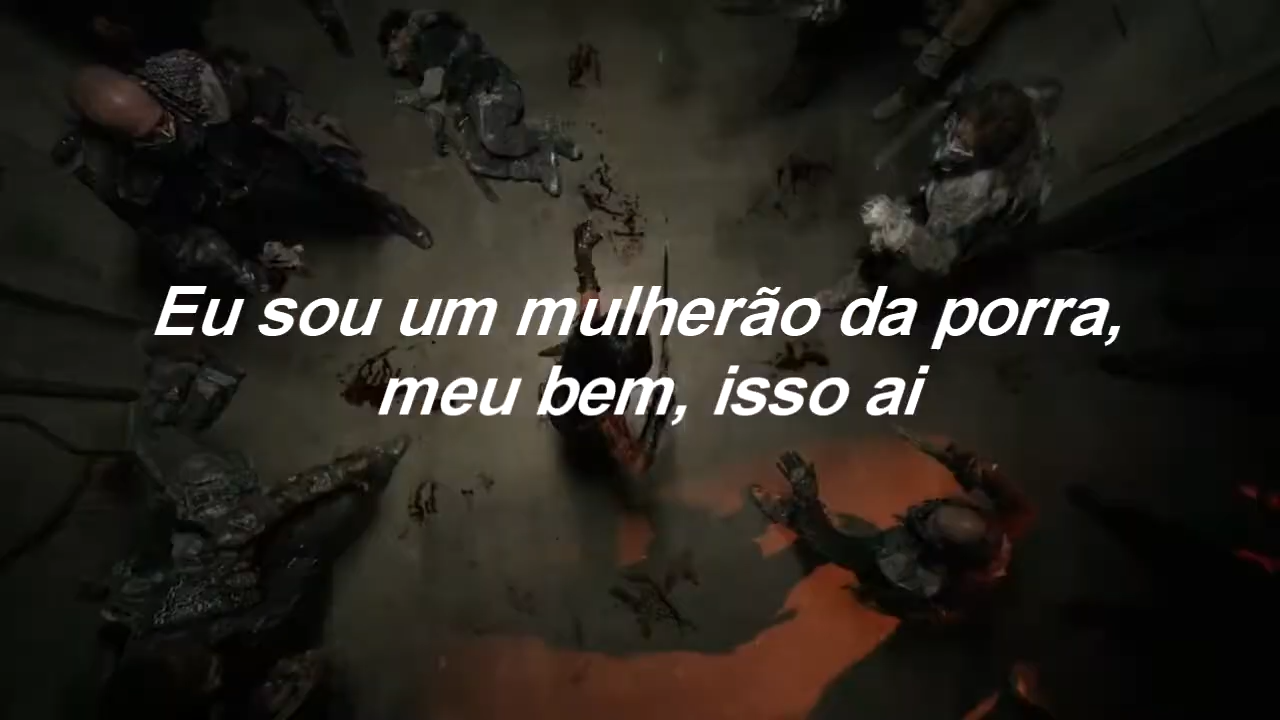 Eu sou um mulherão da porra,
meu bem, isso ai